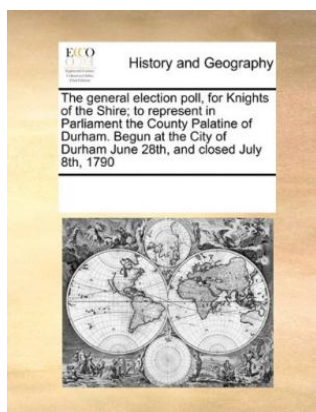 ECCO
History and Geography
The general election poll, for Knights
of the Shire; to represent in
Parliament the County Palatine of
Durham. Begun at the City of
Durham June 28th, and closed July
8th, 1790